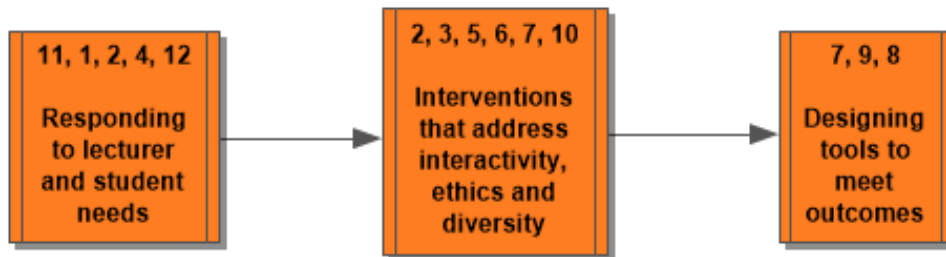 11, 1, 2, 4, 12
Responding
to lecturer
and student
needs
2, 3, 5, 6, 7, 10
Interventions
that address
interactivity,
ethics and
diversity
7, 9, 8
Designing
tools to
meet
outcomes